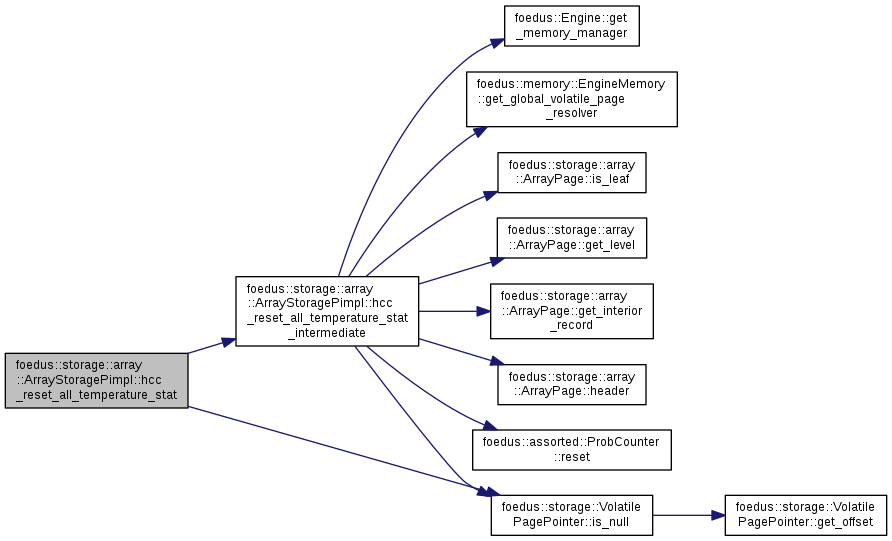 foedus::Engine::get
_memory_manager
foedus::memory::EngineMemory
::get_global_volatile_page
_resolver
foedus::storage::array
::ArrayPage::is_leaf
foedus::storage::array
::ArrayPage::get_level
foedus::storage::array
::ArrayStoragePimpl::hcc
_reset_all_temperature_stat
_intermediate
foedus::storage::array
::ArrayPage::get_interior
_record
foedus::storage::array
::ArrayStoragePimpl::hcc
_reset_all_temperature_stat
foedus::storage::array
::ArrayPage::header
foedus::assorted::ProbCounter
::reset
foedus::storage::Volatile
PagePointer::is_null
foedus::storage::Volatile
PagePointer::get_offset